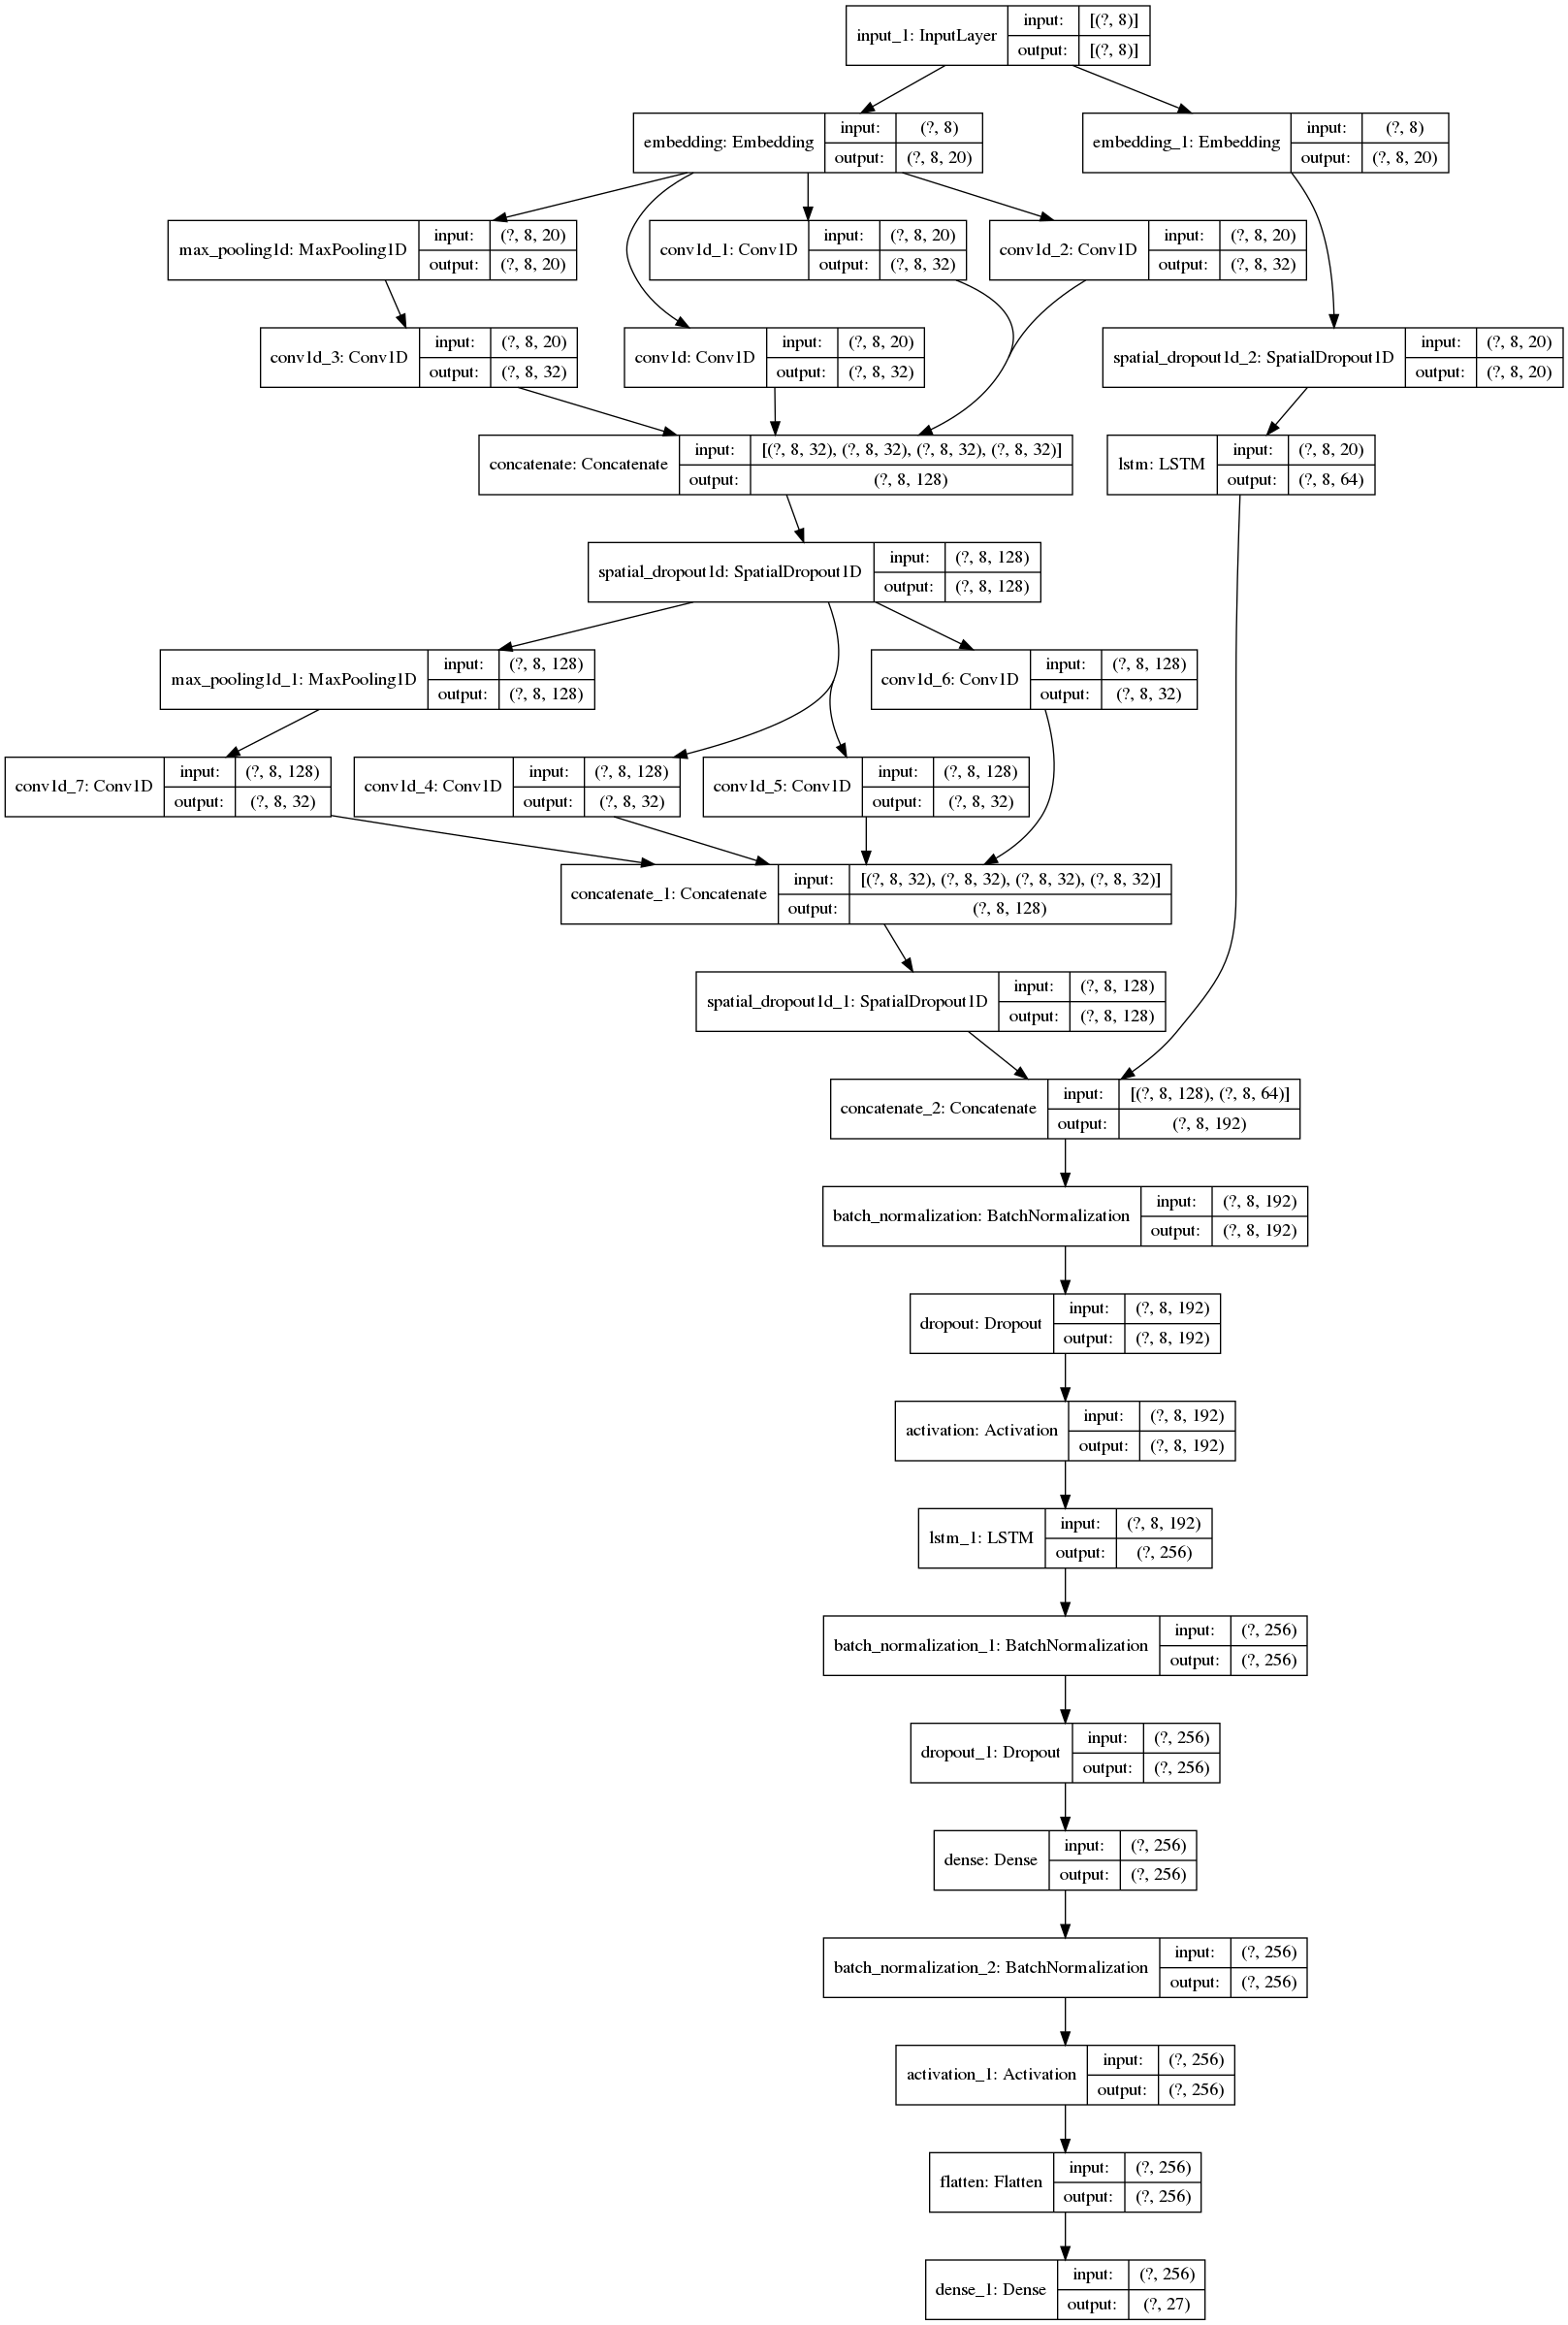 input_1: InputLayer
input: [(?, 8)]
output: [(?, 8)]
embedding: Embedding
input: (?, 8)
output: (?, 8, 20)
embedding_1: Embedding
input: (?, 8)
output: (?, 8, 20)
max_pooling1d: MaxPooling1D
input: (?, 8, 20)
output: (?, 8, 20)
conv1d_1: Conv1D
input: (?, 8, 20)
output: (?, 8, 32)
conv1d_2: Conv1D
input: (?, 8, 20)
output: (?, 8, 32)
conv1d_3: Conv1D
input: (?, 8, 20)
output: (?, 8, 32)
conv1d: Conv1D
input: (?, 8, 20)
output: (?, 8, 32)
spatial_dropout1d_2: SpatialDropout1D
input: (?, 8, 20)
output: (?, 8, 20)
concatenate: Concatenate
input: [(?, 8, 32), (?, 8, 32), (?, 8, 32), (?, 8, 32)]
output: (?, 8, 128)
lstm: LSTM
input: (?, 8, 20)
output: (?, 8, 64)
spatial_dropout1d: SpatialDropout1D
input: (?, 8, 128)
output: (?, 8, 128)
max_pooling1d_1: MaxPooling1D
input: (?, 8, 128)
output: (?, 8, 128)
conv1d_6: Conv1D
input: (?, 8, 128)
output: (?, 8, 32)
conv1d_7: Conv1D
input: (?, 8, 128)
output: (?, 8, 32)
conv1d_4: Conv1D
input: (?, 8, 128)
output: (?, 8, 32)
conv1d_5: Conv1D
input: (?, 8, 128)
output: (?, 8, 32)
concatenate_1: Concatenate
input: [(?, 8, 32), (?, 8, 32), (?, 8, 32), (?, 8, 32)]
output: (?, 8, 128)
spatial_dropout1d_1: SpatialDropout1D
input: (?, 8, 128)
output: (?, 8, 128)
concatenate_2: Concatenate
input: [(?, 8, 128), (?, 8, 64)]
output: (?, 8, 192)
batch_normalization: BatchNormalization
input: (?, 8, 192)
output: (?, 8, 192)
dropout: Dropout
input: (?, 8, 192)
output: (?, 8, 192)
activation: Activation
input: (?, 8, 192)
output: (?, 8, 192)
lstm_1: LSTM
input: (?, 8, 192)
output: (?, 256)
batch_normalization_1: BatchNormalization
input: (?, 256)
output: (?, 256)
dropout_1: Dropout
input: (?, 256)
output: (?, 256)
dense: Dense
input: (?, 256)
output: (?, 256)
batch_normalization_2: BatchNormalization
input: (?, 256)
output: (?, 256)
activation_1: Activation
input: (?, 256)
output: (?, 256)
flatten: Flatten
input: (?, 256)
output: (?, 256)
dense_1: Dense
input: (?, 256)
output: (?, 27)